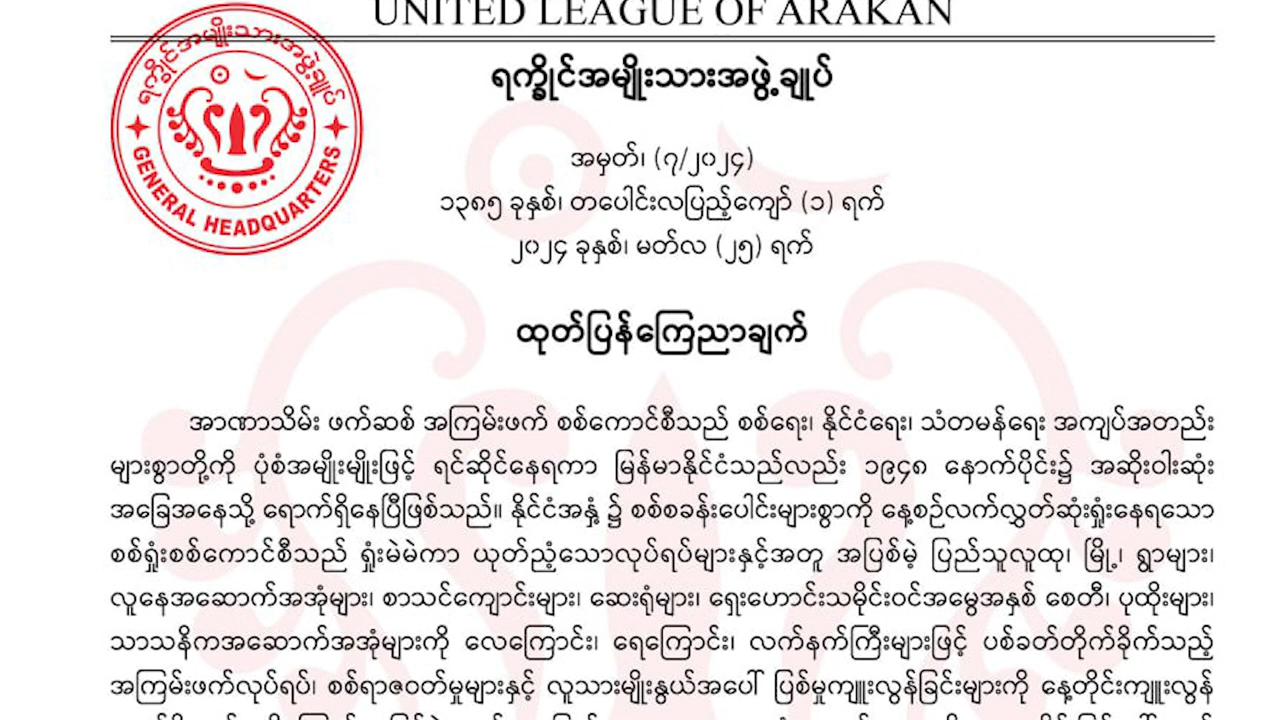 UNITED LEAGUE OF ARAKAN
ရက္ခိုင်အမျိုးသားအဖွဲ့ချုပ်
GENERAL HEADQUARTERS
ရက္ခိုင်အမျိုးသားအဖွဲ့ချုပ်
အမှတ်၊ (၇/၂၀၂၄)
၁၃၈၅ ခုနှစ်၊ တပေါင်းလပြည့်ကျော် (၁) ရက်
၂၀၂၄ ခုနှစ်၊ မတ်လ (၂၅) ရက်
ထုတ်ပြန်ကြေညာချက်
အာဏာသိမ်း ဖက်ဆစ် အကြမ်းဖက် စစ်ကောင်စီသည် စစ်ရေး၊ နိုင်ငံရေး၊ သံတမန်ရေး အကျပ်အတည်း
များစွာတို့ကို ပုံစံအမျိုးမျိုးဖြင့် ရင်ဆိုင်နေရကာ မြန်မာနိုင်ငံသည်လည်း ၁၉၄၈ နောက်ပိုင်း၌ အဆိုးဝါးဆုံး
အခြေအနေသို့ ရောက်ရှိနေပြီဖြစ်သည်။ နိုင်ငံအနှံ့ ၌ စစ်စခန်းပေါင်းများစွာကို နေ့စဉ်လက်လွှတ်ဆုံးရှုံးနေရသော
စစ်ရှုံးစစ်ကောင်စီသည် ရှုံးမဲမဲကာ ယုတ်ညံ့သောလုပ်ရပ်များနှင့်အတူ အပြစ်မဲ့ ပြည်သူလူထု၊ မြို့၊ ရွာများ၊
လူနေအဆောက်အအုံများ၊ စာသင်ကျောင်းများ၊ ဆေးရုံများ၊ ရှေးဟောင်းသမိုင်းဝင်အမွေအနှစ် စေတီ၊ ပုထိုးများ၊
သာသနိကအဆောက်အအုံများကို လေကြောင်း၊ ရေကြောင်း၊ လက်နက်ကြီးများဖြင့် ပစ်ခတ်တိုက်ခိုက်သည့်
အကြမ်းဖက်လုပ်ရပ်၊ စစ်ရာဇဝတ်မှုများနှင့် လူသားမျိုးနွယ်အပေါ် ပြစ်မှုကျူးလွန်ခြင်းများကို နေ့တိုင်းကျူးလွန်